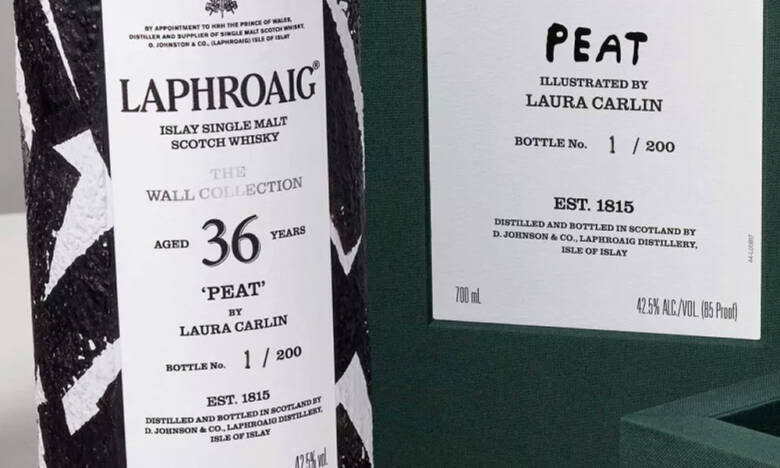 BY APPOINTMENT TO HRH THE PRINCE OF WALES,
DISTILLER AND SUPPLIER OF SINGLE MALT SCOTCH WHISKY
D. JOHNSTON & CO., (LAPHROAIG) ISLE OF ISLAY
LAPHROAIG®
ISLAY SINGLE MALT
SCOTCH WHISKY
THE
WALL COLLECTION
AGED 36 YEARS
'PEAT'
BY
LAURA CARLIN
BOTTLE No. 1 / 200
EST. 1815
DISTILLED AND BOTTLED IN SCOTLAND BY
D. JOHNSON & CO., LAPHROAIG DISTILLERY,
ISLE OF ISLAY
42.5% vol.
PEAT
ILLUSTRATED BY
LAURA CARLIN
BOTTLE No. 1 / 200
EST. 1815
DISTILLED AND BOTTLED IN SCOTLAND BY
D. JOHNSON & CO., LAPHROAIG DISTILLERY,
ISLE OF ISLAY
700 mL
42.5% ALC./VOL. (85 Proof)